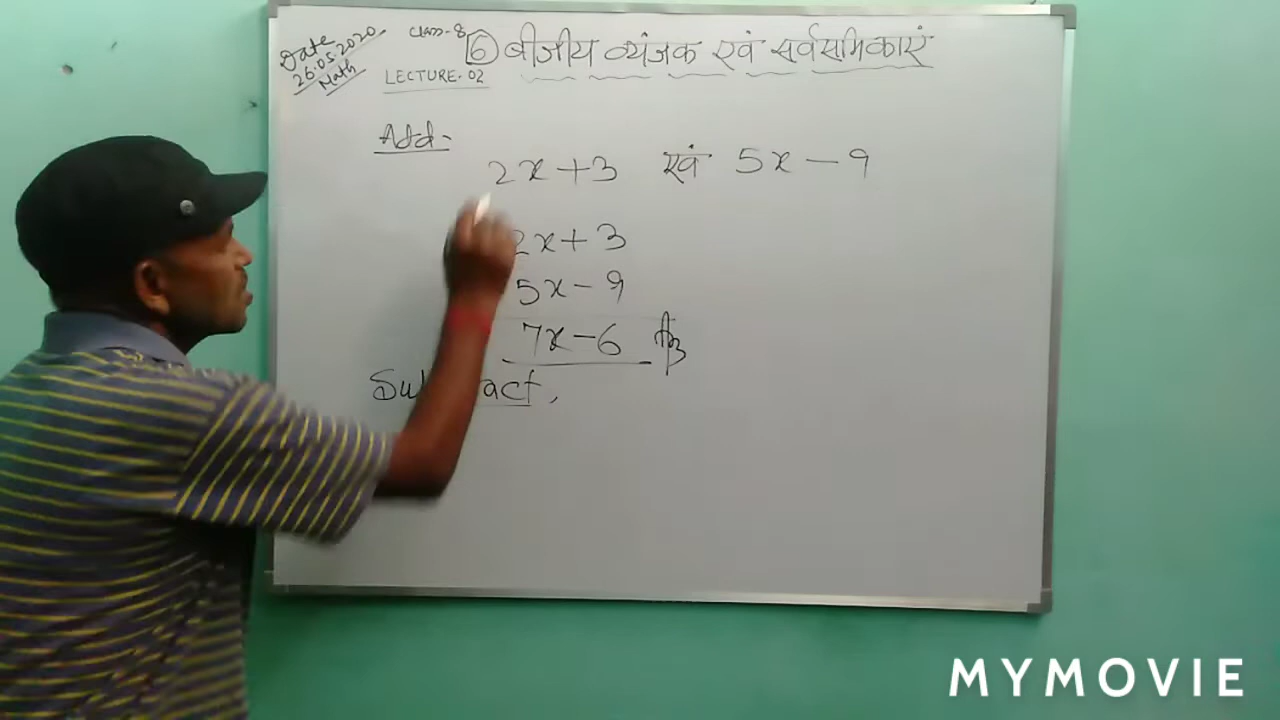 Date
26.05.2020
Math
Class-8
LECTURE-02
6 बीजीय व्यंजक एवं सर्वसमिकाएं
Add-
2x+3 एवं 5x-9
2x+3
5x-9
7x-6
MYMOVIE